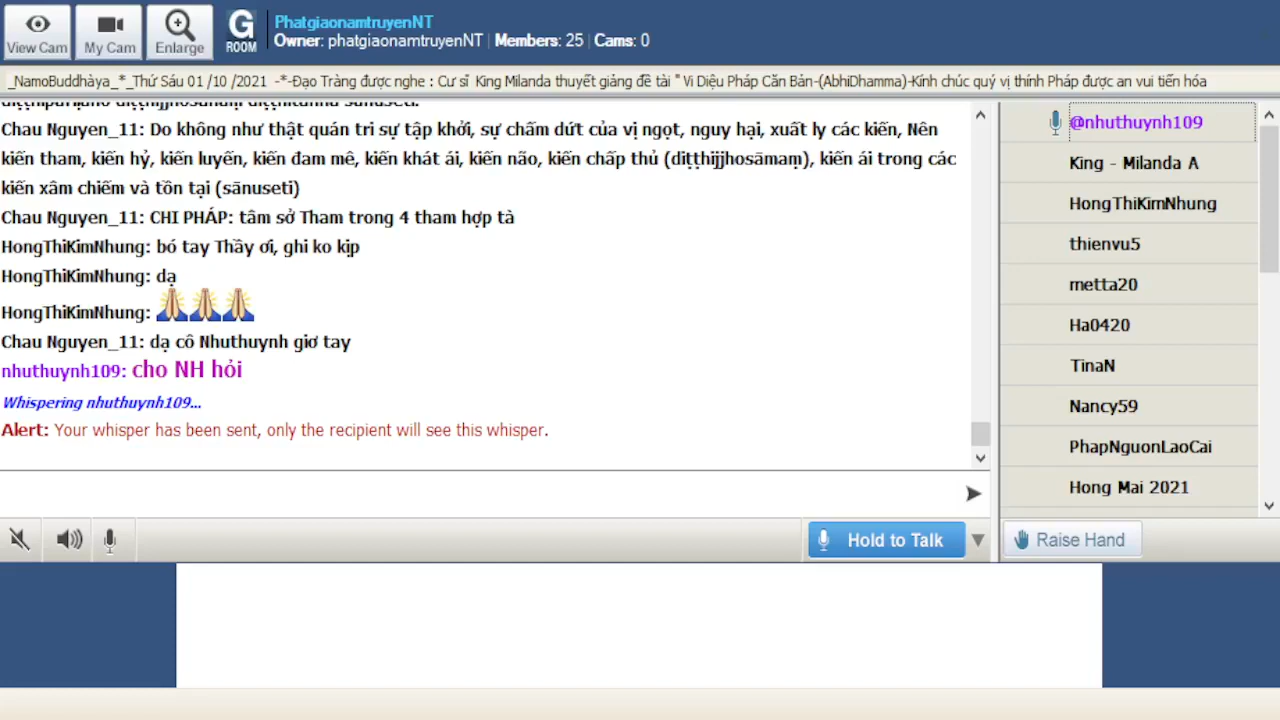 View Cam
My Cam
Enlarge
G
ROOM
PhatgiaonamtruyenNT
Owner: phatgiaonamtruyenNT | Members: 25 | Cams: 0
_NamoBuddhàya_*_Thứ Sáu 01 /10 /2021 -*-Đạo Tràng được nghe : Cư sĩ King Milanda thuyết giảng đề tài " Vi Diệu Pháp Căn Bản-(AbhiDhamma)-Kính chúc quý vị thính Pháp được an vui tiến hóa
Chau Nguyen_11: Do không như thật quán tri sự tập khởi, sự chấm dứt của vị ngọt, nguy hại, xuất ly các kiến, Nên
kiến tham, kiến hỷ, kiến luyến, kiến đam mê, kiến khát ái, kiến não, kiến chấp thủ (diṭṭhijjhosāmaṃ), kiến ái trong các
kiến xâm chiếm và tồn tại (sānuseti)
Chau Nguyen_11: CHI PHÁP: tâm sở Tham trong 4 tham hợp tà
HongThiKimNhung: bó tay Thầy ơi, ghi ko kịp
HongThiKimNhung: dạ
HongThiKimNhung: 🙏🙏🙏
Chau Nguyen_11: dạ cô Nhuthuynh giơ tay
nhuthuynh109: cho NH hỏi
Whispering nhuthuynh109...
Alert: Your whisper has been sent, only the recipient will see this whisper.
@nhuthuynh109
King - Milanda A
HongThiKimNhung
thienvu5
metta20
Ha0420
TinaN
Nancy59
PhapNguonLaoCai
Hong Mai 2021
Hold to Talk
Raise Hand